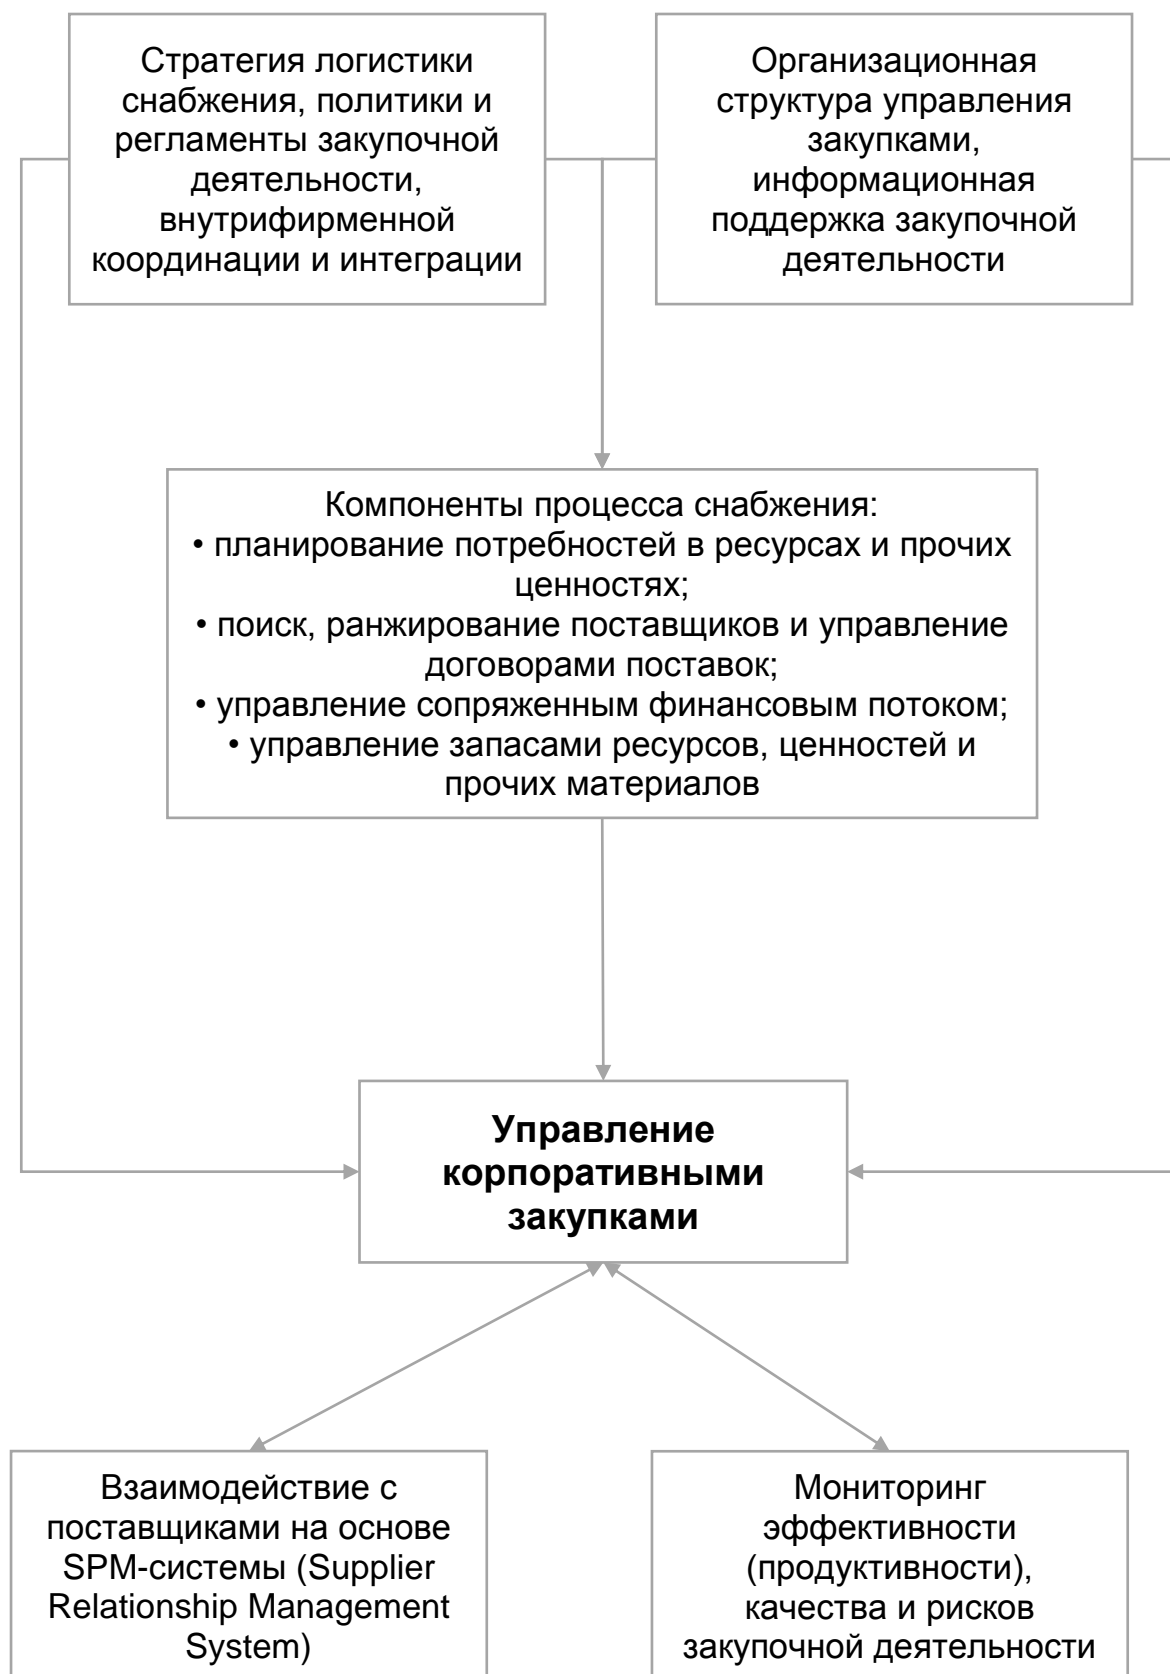 Стратегия логистики
снабжения, политики и
регламенты закупочной
деятельности,
внутрифирменной
координации и интеграции
Организационная
структура управления
закупками,
информационная
поддержка закупочной
деятельности
Компоненты процесса снабжения:
• планирование потребностей в ресурсах и прочих
ценностях;
• поиск, ранжирование поставщиков и управление
договорами поставок;
• управление сопряженным финансовым потоком;
• управление запасами ресурсов, ценностей и
прочих материалов
Управление
корпоративными
закупками
Взаимодействие с
поставщиками на основе
SPM-системы (Supplier
Relationship Management
System)
Мониторинг
эффективности
(продуктивности),
качества и рисков
закупочной деятельности